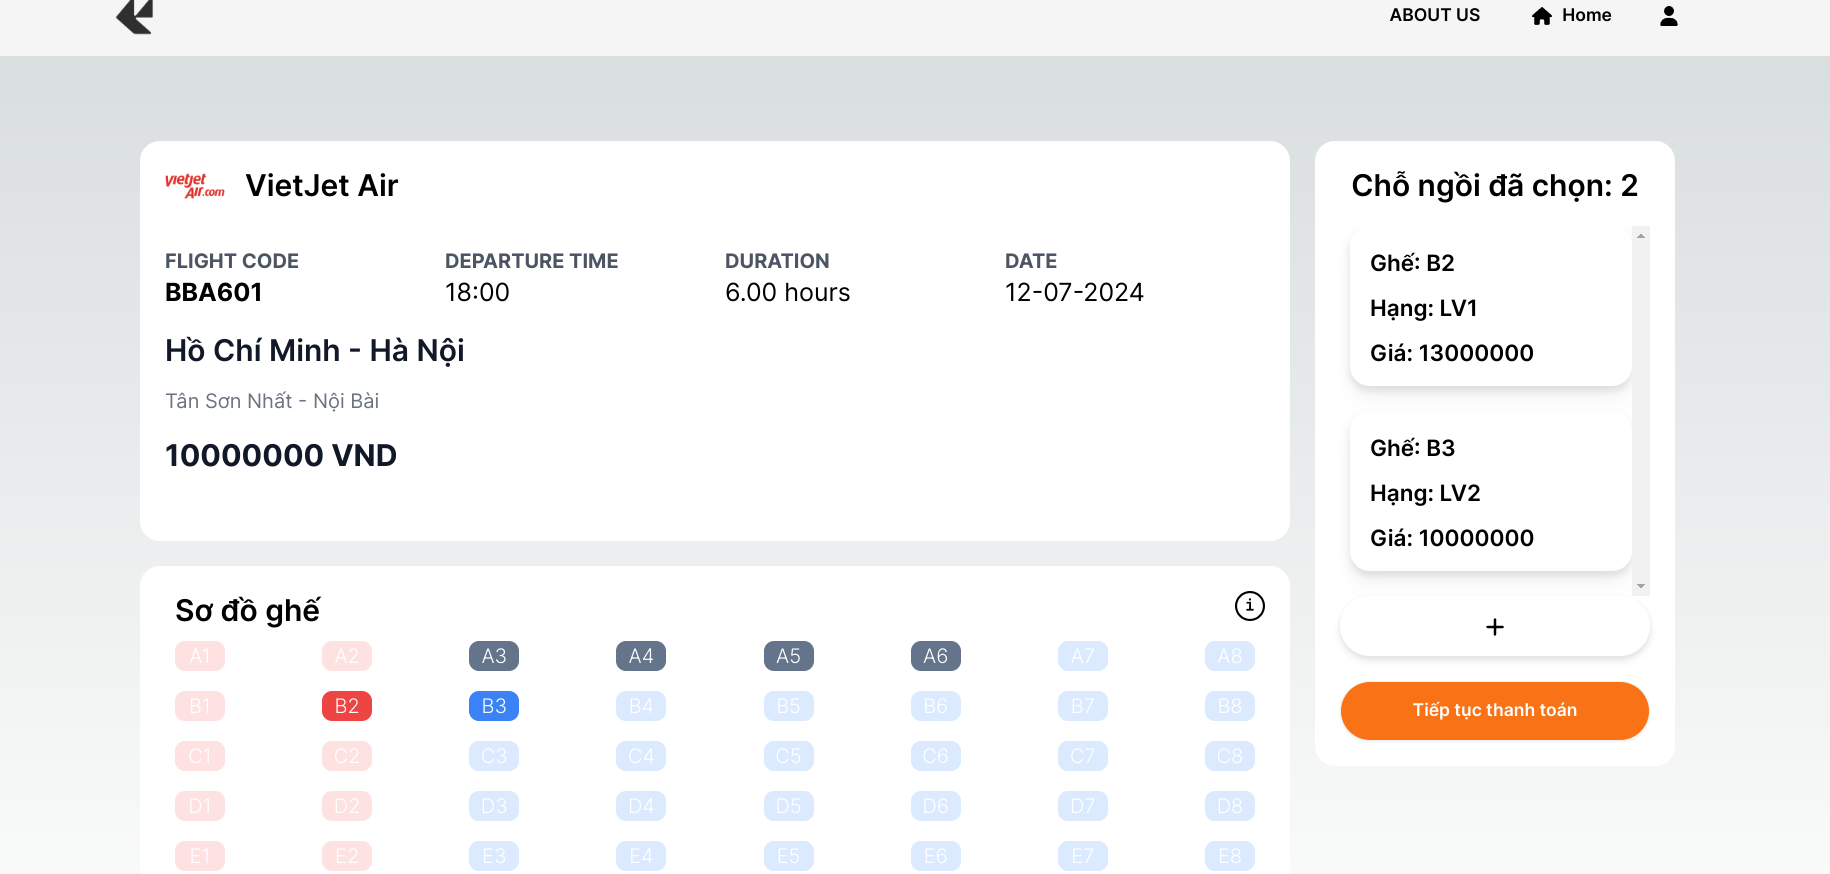 ABOUT US
Home
vietjet
Air.com
VietJet Air
FLIGHT CODE
BBA601
DEPARTURE TIME
18:00
DURATION
6.00 hours
DATE
12-07-2024
Hồ Chí Minh - Hà Nội
Tân Sơn Nhất - Nội Bài
10000000 VND
Sơ đồ ghế
A1 A2 A3 A4 A5 A6 A7 A8
B1 B2 B3 B4 B5 B6 B7 B8
C1 C2 C3 C4 C5 C6 C7 C8
D1 D2 D3 D4 D5 D6 D7 D8
E1 E2 E3 E4 E5 E6 E7 E8
Chỗ ngồi đã chọn: 2
Ghế: B2
Hạng: LV1
Giá: 13000000
Ghế: B3
Hạng: LV2
Giá: 10000000
+
Tiếp tục thanh toán